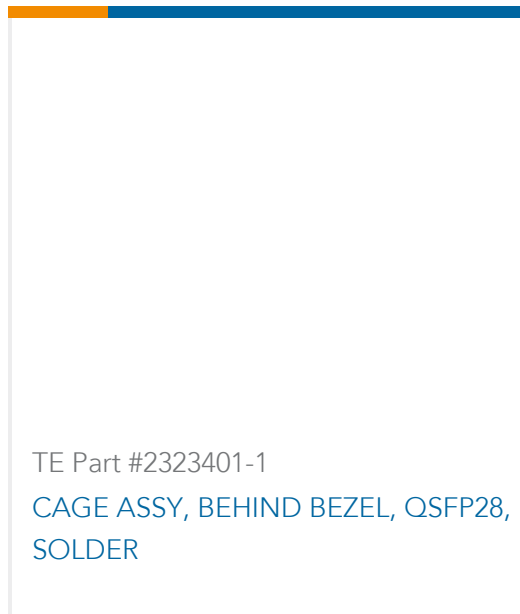 TE Part #2323401-1
CAGE ASSY, BEHIND BEZEL, QSFP28,
SOLDER